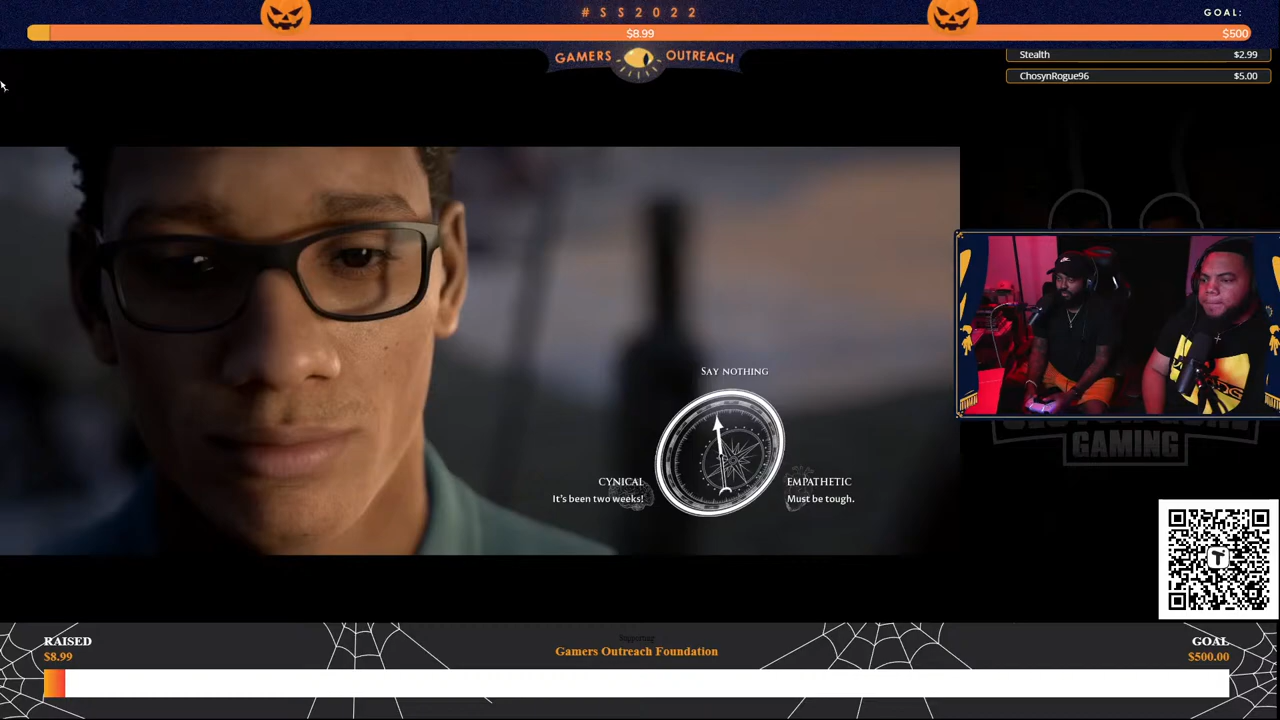 #SS2022
GOAL:
$8.99
$500
GAMERS OUTREACH
Stealth $2.99
ChosynRogue96 $5.00
SAY NOTHING
CYNICAL
It's been two weeks!
EMPATHETIC
Must be tough.
GAMING
T
RAISED
$8.99
Supporting
Gamers Outreach Foundation
GOAL
$500.00